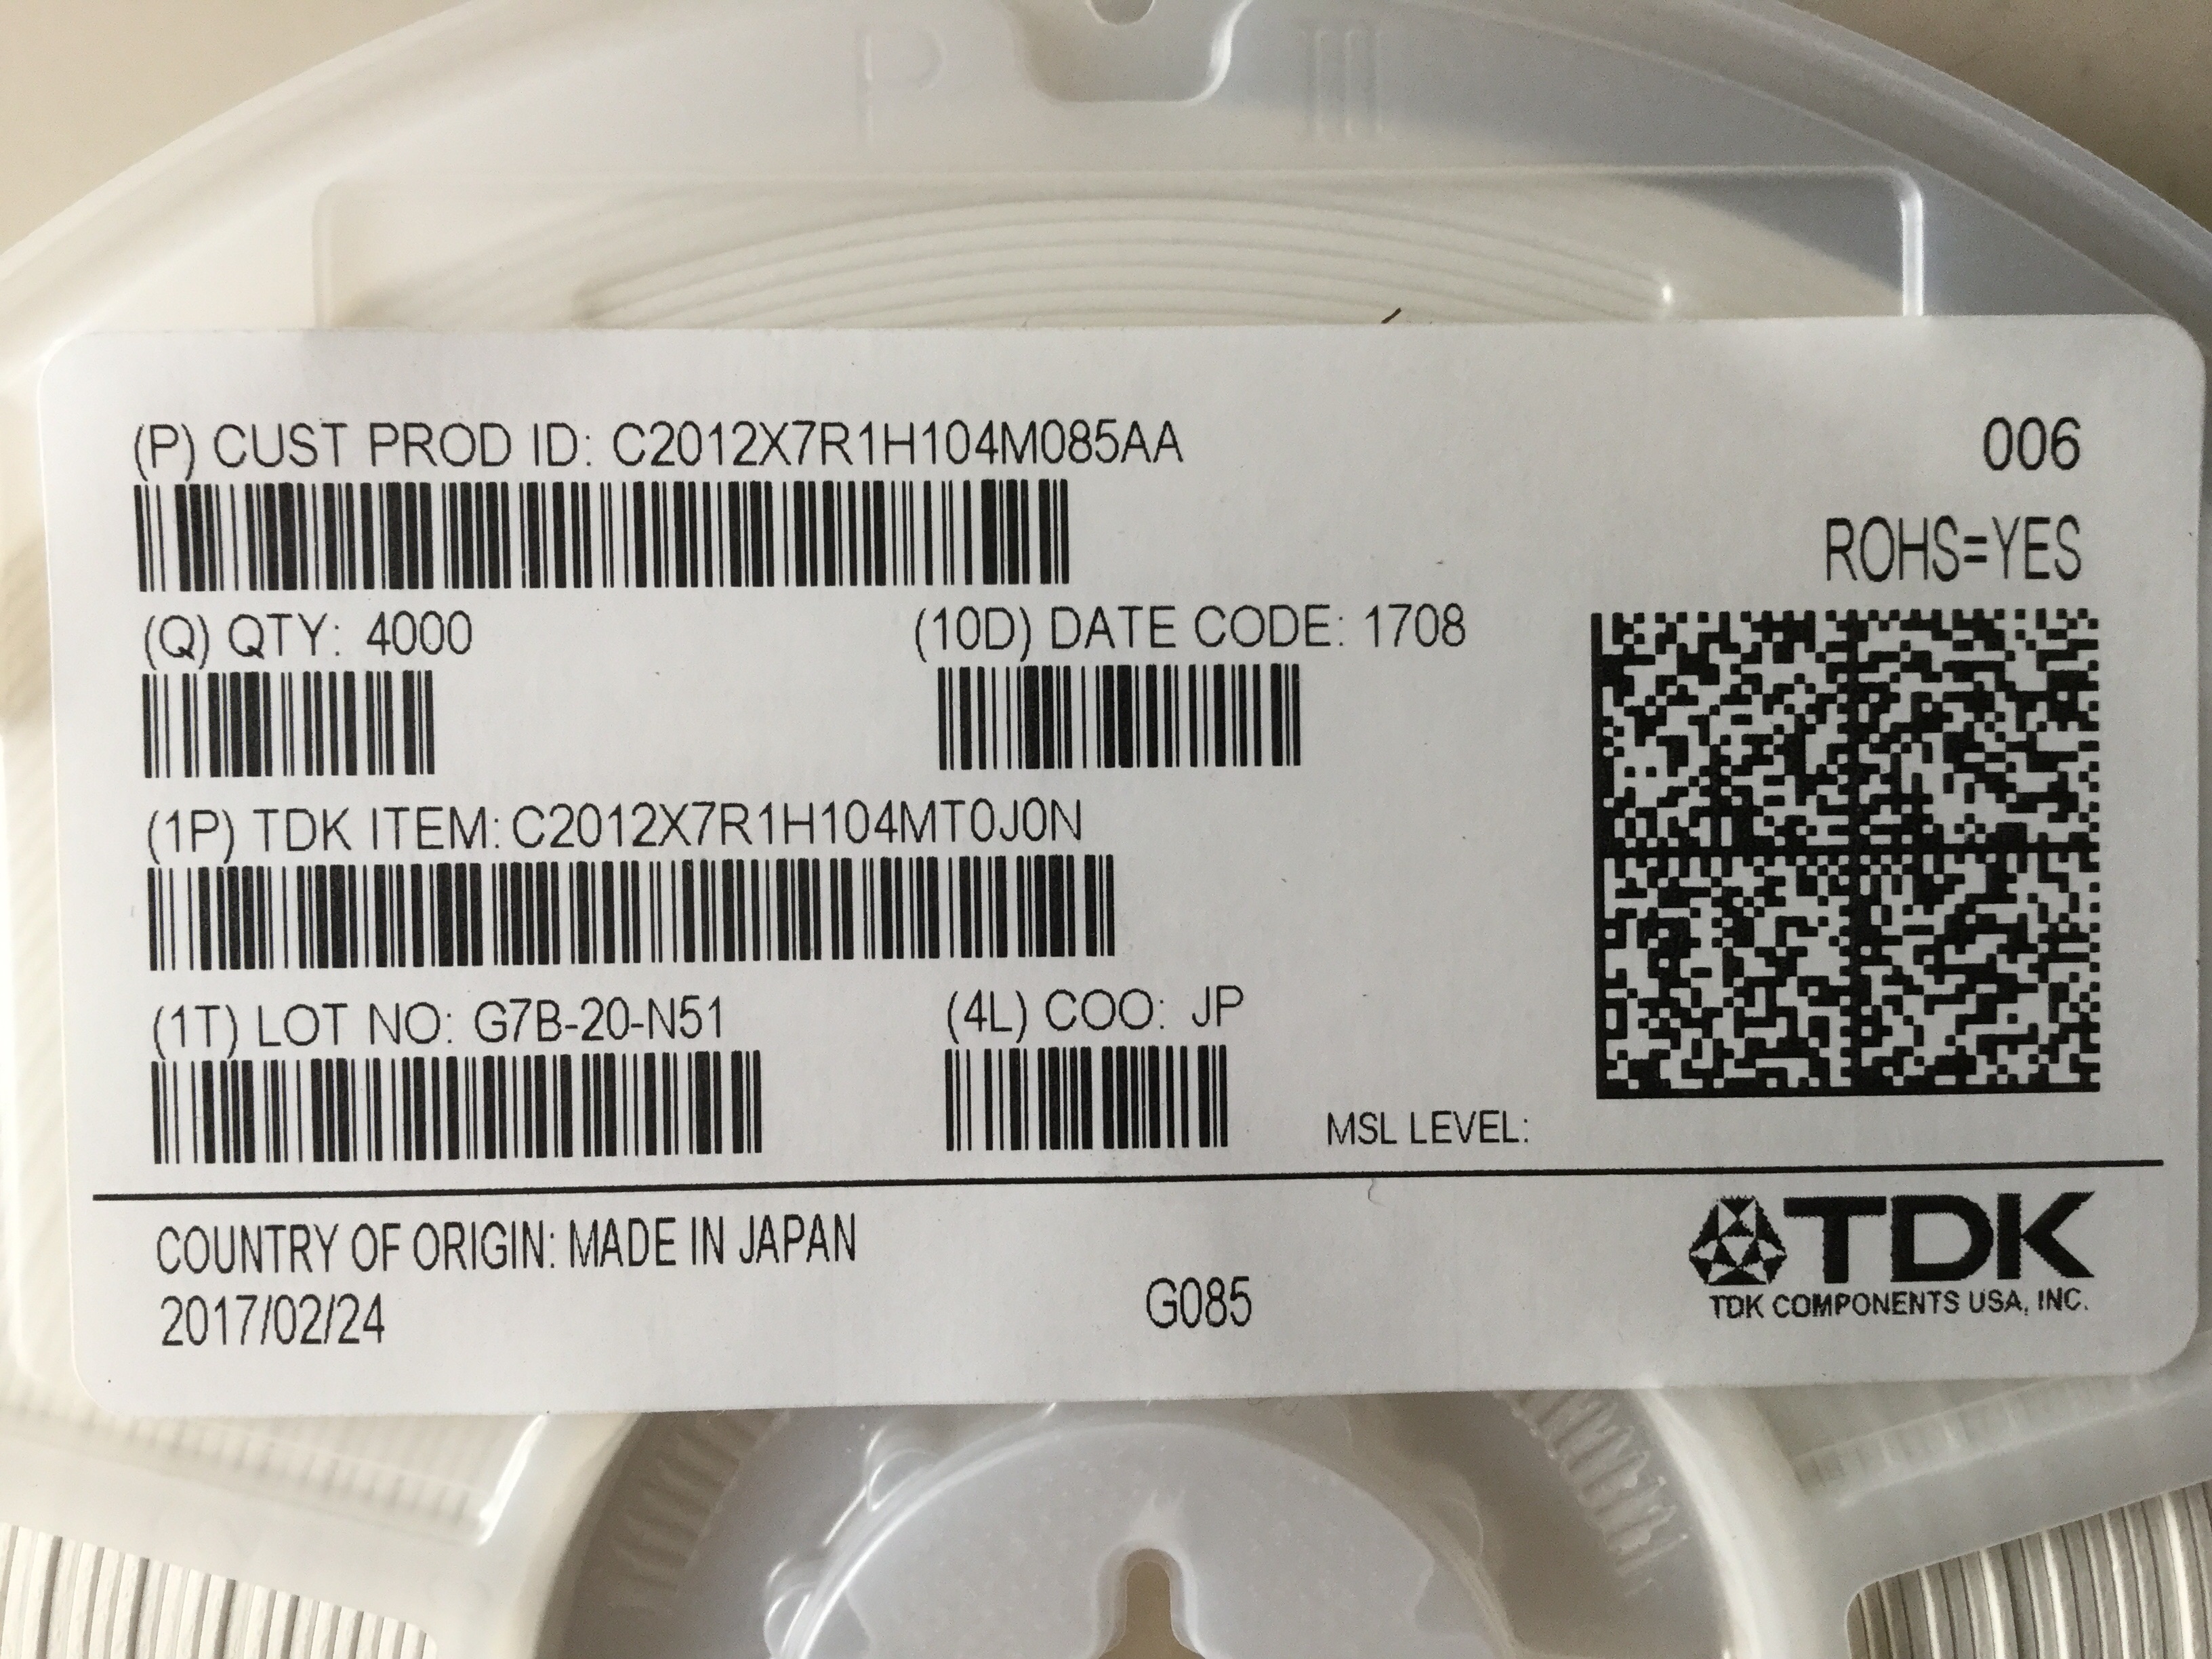 P
(P) CUST PROD ID: C2012X7R1H104M085AA
006
ROHS=YES
(Q) QTY: 4000
(10D) DATE CODE: 1708
(1P) TDK ITEM: C2012X7R1H104MT0J0N
(1T) LOT NO: G7B-20-N51
(4L) COO: JP
MSL LEVEL:
COUNTRY OF ORIGIN: MADE IN JAPAN
2017/02/24
G085
TDK
TDK COMPONENTS USA, INC.